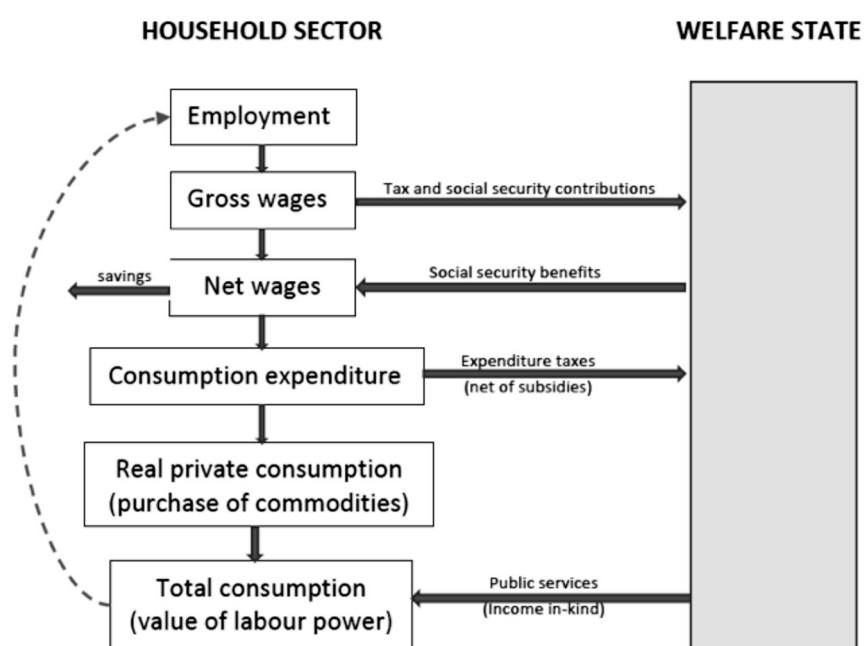 HOUSEHOLD SECTOR
WELFARE STATE
Employment
Gross wages
Tax and social security contributions
savings
Net wages
Social security benefits
Consumption expenditure
Expenditure taxes
(net of subsidies)
Real private consumption
(purchase of commodities)
Total consumption
(value of labour power)
Public services
(Income in-kind)